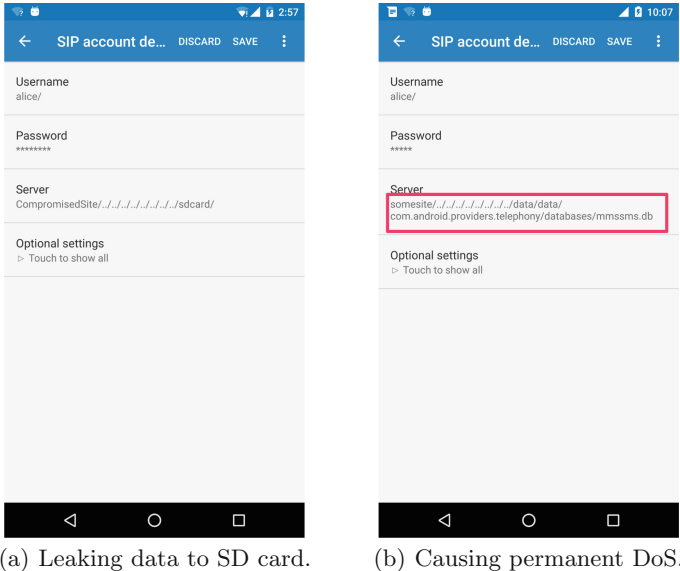 2:57
SIP account de... DISCARD SAVE
Username
alice/
Password
********
Server
CompromisedSite/../../../../../../../../sdcard/
Optional settings
▷ Touch to show all
(a) Leaking data to SD card.
10:07
SIP account de... DISCARD SAVE
Username
alice/
Password
*****
Server
somesite/../../../../../../../../data/data/
com.android.providers.telephony/databases/mmssms.db
Optional settings
▷ Touch to show all
(b) Causing permanent DoS.